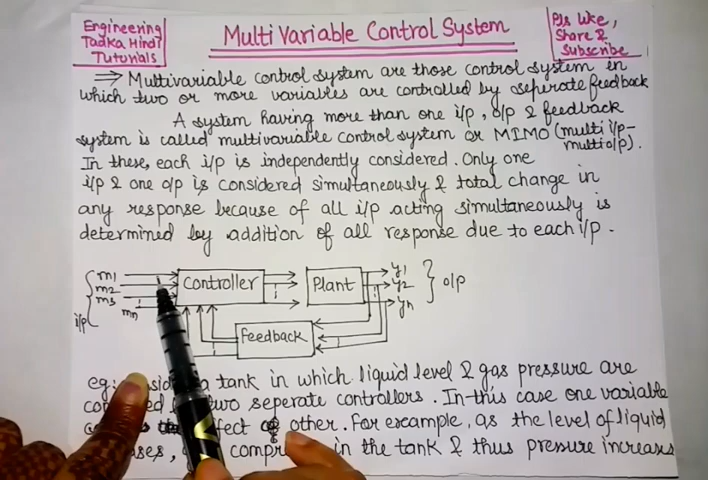 Engineering
Tadka Hindi
Tutorials
Multi Variable Control System
Pls like,
Share &
Subscribe
⇒ Multivariable control system are those control system in
which two or more variables are controlled by seperate feedback
A system having more than one i/p, o/p & feedback
system is called multivariable control system or MIMO (multi i/p-
multi o/p).
In these, each i/p is independently considered. Only one
i/p & one o/p is considered simultaneously & total change in
any response because of all i/p acting simultaneously is
determined by addition of all response due to each i/p.
i/p
m1
m2
m3
mn
Controller
Plant
y1
y2
yn
o/p
Feedback
eg: a tank in which liquid level & gas pressure are
two seperate controllers. In this case one variable
other. For escample, as the level of liquid
in the tank & thus pressure increases